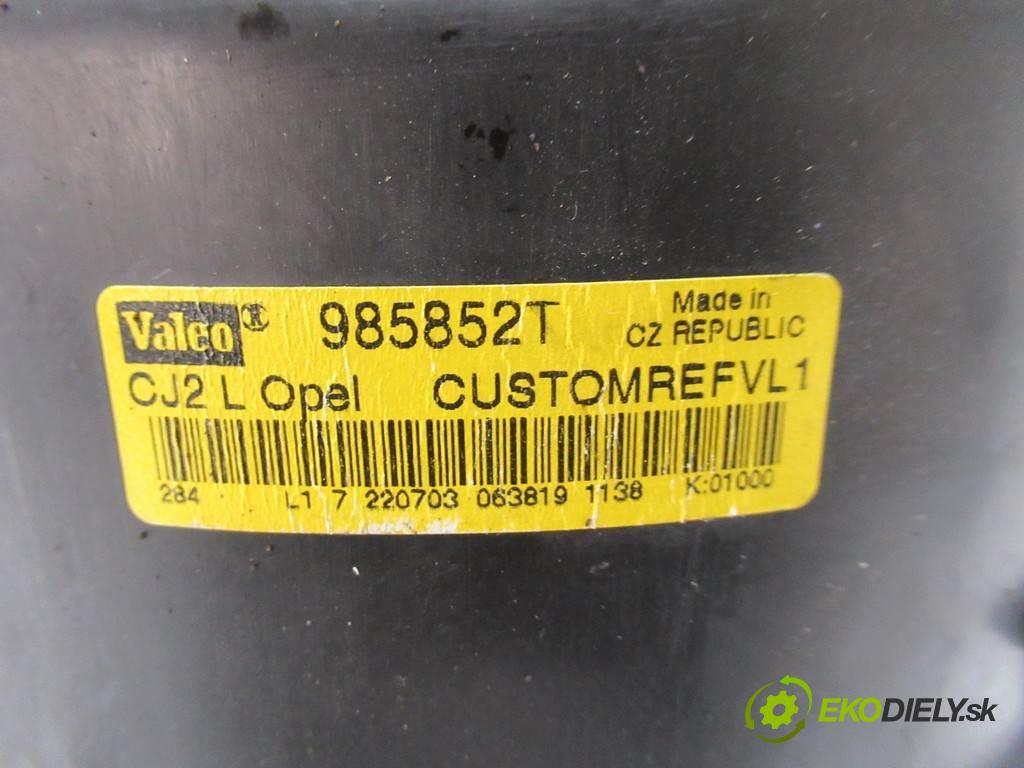 Valeo® 985852T Made in
CZ REPUBLIC
CJ2 L Opel CUSTOMREFVL1
284 L1 7 220703 063819 1138 K:01000
EKODIELY.sk